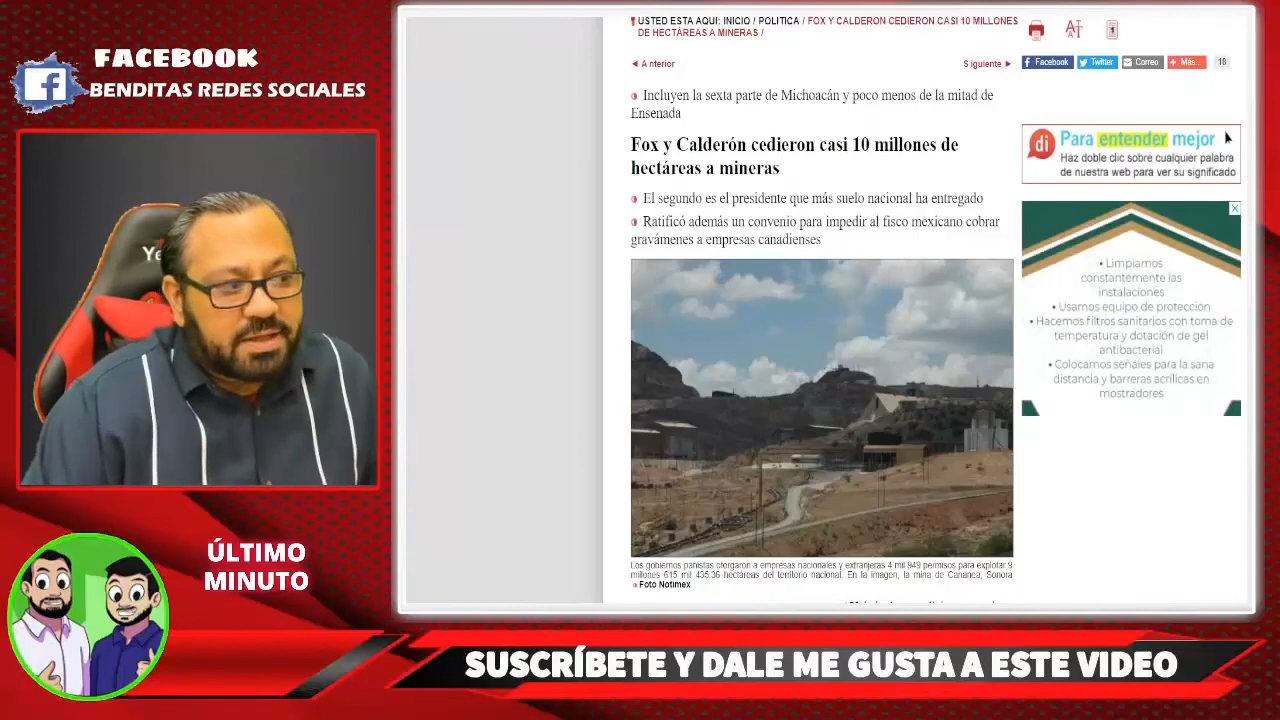 FACEBOOK
BENDITAS REDES SOCIALES
Ye
ÚLTIMO
MINUTO
USTED ESTA AQUI: INICIO / POLITICA / FOX Y CALDERON CEDIERON CASI 10 MILLONES
DE HECTÁREAS A MINERAS /
Anterior
Siguiente
Facebook Twitter Correo Más... 18
Incluyen la sexta parte de Michoacán y poco menos de la mitad de
Ensenada
Fox y Calderón cedieron casi 10 millones de
hectáreas a mineras
El segundo es el presidente que más suelo nacional ha entregado
Ratificó además un convenio para impedir al fisco mexicano cobrar
gravámenes a empresas canadienses
Los gobiernos panistas otorgaron a empresas nacionales y extranjeras 4 mil 949 permisos para explotar 9
millones 615 mil 435.36 hectáreas del territorio nacional. En la imagen, la mina de Cananea, Sonora
Foto Notimex
di Para entender mejor
Haz doble clic sobre cualquier palabra
de nuestra web para ver su significado
• Limpiamos
constantemente las
instalaciones
• Usamos equipo de protección
• Hacemos filtros sanitarios con toma de
temperatura y dotación de gel
antibacterial
• Colocamos señales para la sana
distancia y barreras acrílicas en
mostradores
SUSCRÍBETE Y DALE ME GUSTA A ESTE VIDEO